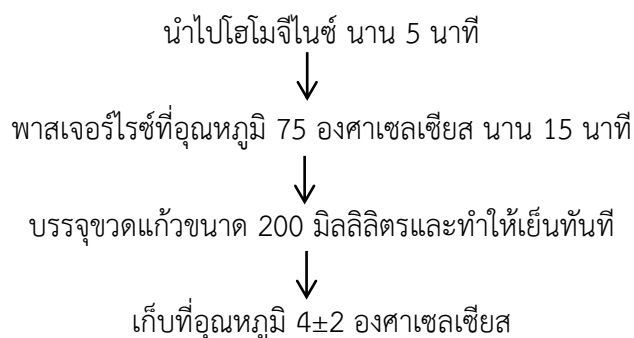 นำไปโฮโมจีไนซ์ นาน 5 นาที
พาสเจอร์ไรซ์ที่อุณหภูมิ 75 องศาเซลเซียส นาน 15 นาที
บรรจุขวดแก้วขนาด 200 มิลลิลิตรและทำให้เย็นทันที
เก็บที่อุณหภูมิ 4±2 องศาเซลเซียส